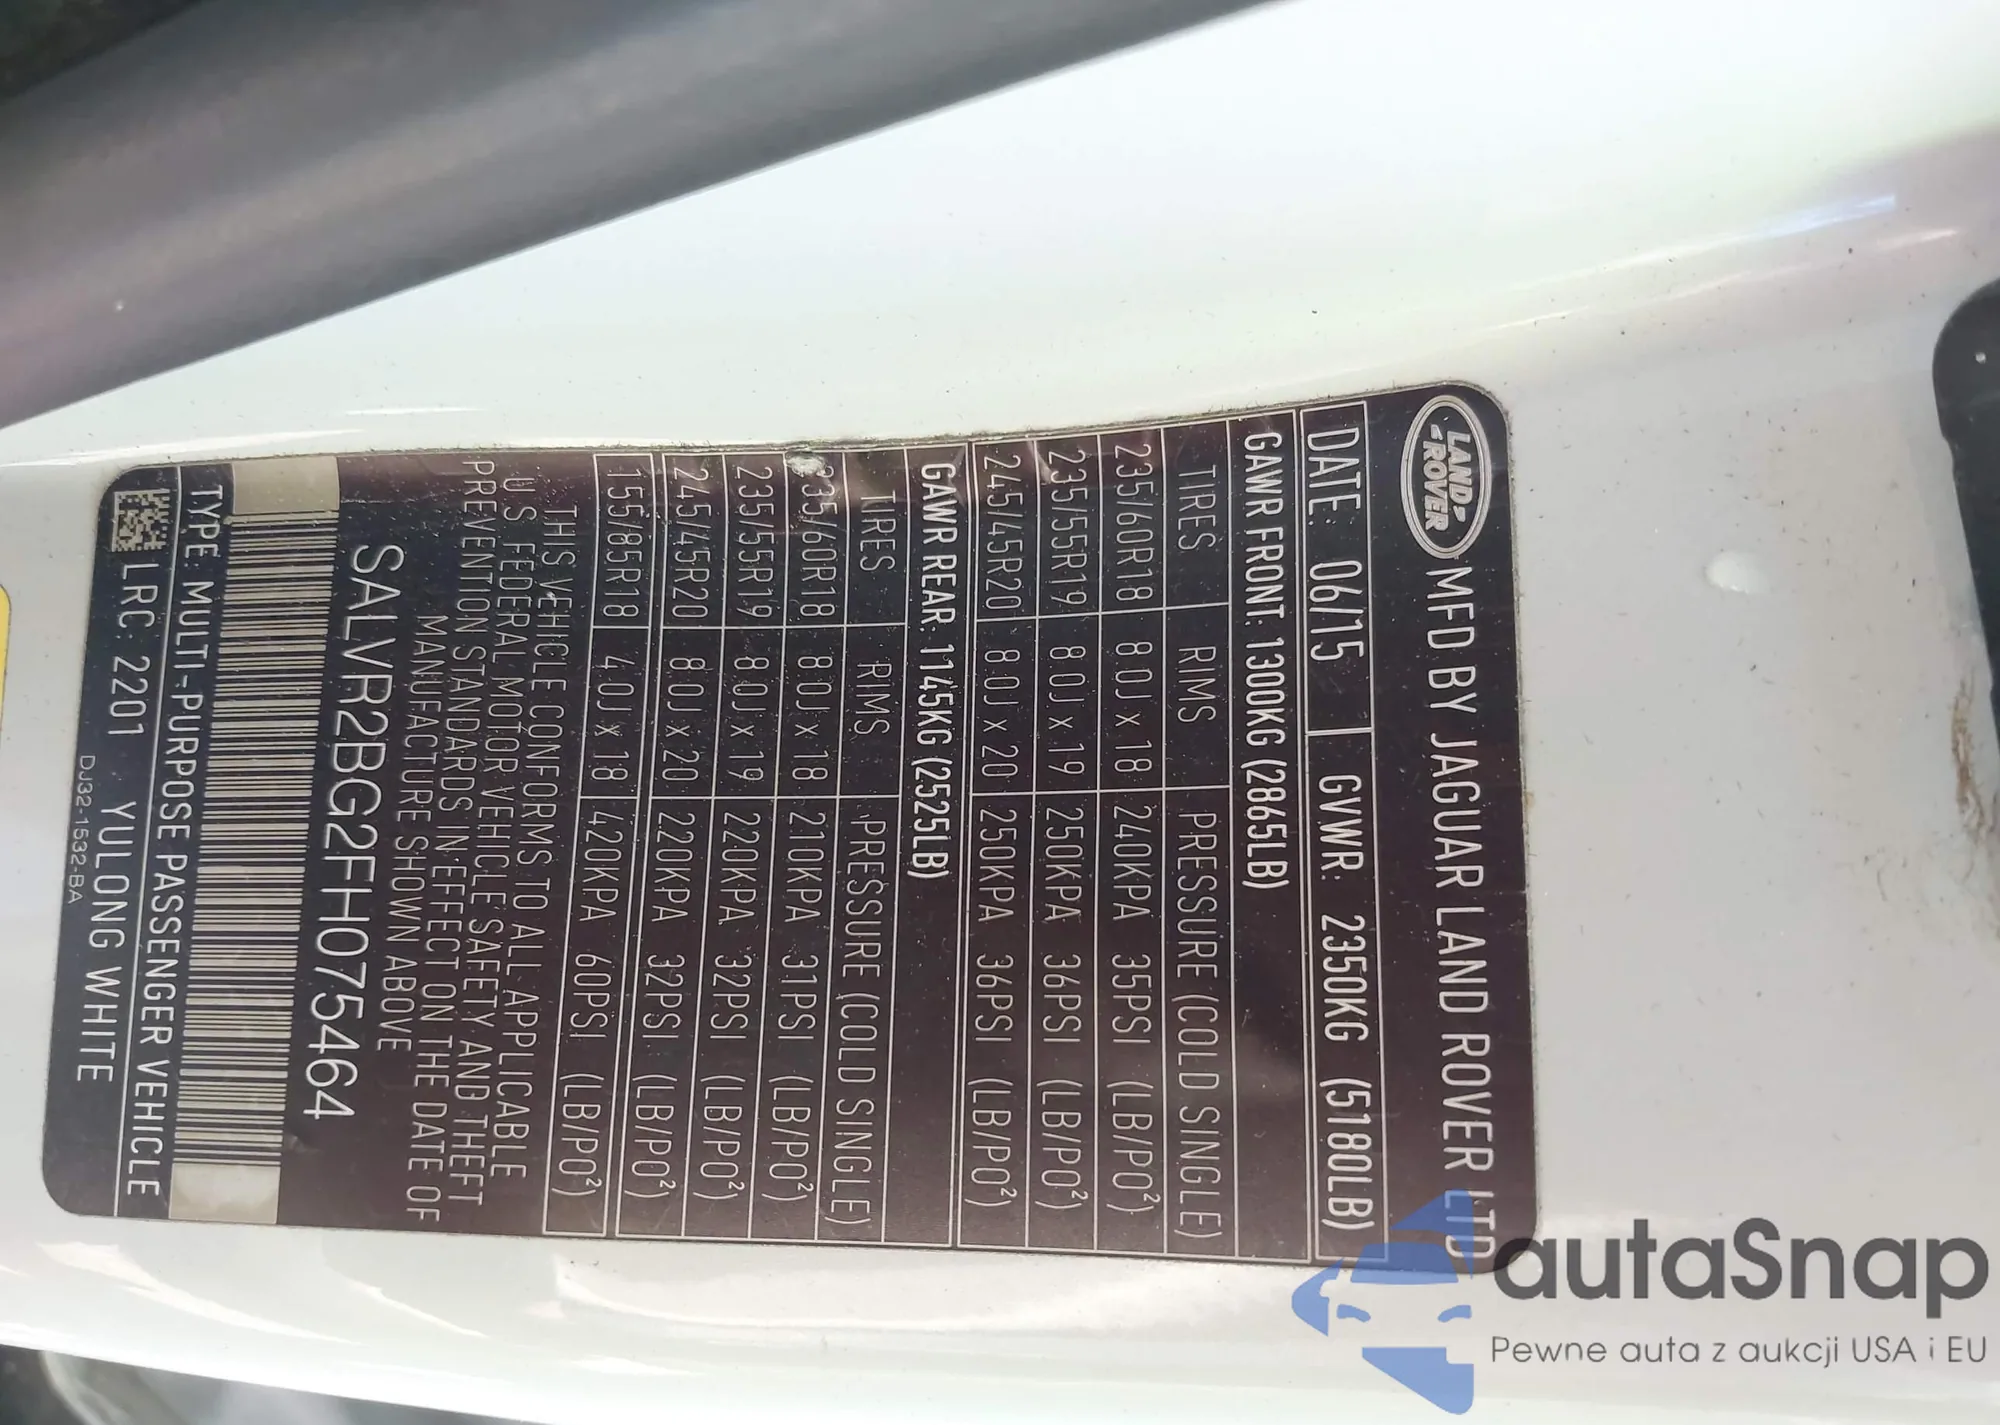 LAND-
-ROVER
MFD BY JAGUAR LAND ROVER LTD
DATE: 06/15 GVWR: 2350KG (5180LB)
GAWR FRONT: 1300KG (2865LB)
TIRES RIMS PRESSURE (COLD SINGLE)
235/60R18 8.0J x 18 240KPA 35PSI (LB/PO²)
235/55R19 8.0J x 19 250KPA 36PSI (LB/PO²)
245/45R20 8.0J x 20 250KPA 36PSI (LB/PO²)
GAWR REAR: 1145KG (2525LB)
TIRES RIMS PRESSURE (COLD SINGLE)
235/60R18 8.0J x 18 210KPA 31PSI (LB/PO²)
235/55R19 8.0J x 19 220KPA 32PSI (LB/PO²)
245/45R20 8.0J x 20 220KPA 32PSI (LB/PO²)
155/85R18 4.0J x 18 420KPA 60PSI (LB/PO²)
THIS VEHICLE CONFORMS TO ALL APPLICABLE
U.S. FEDERAL MOTOR VEHICLE SAFETY AND THEFT
PREVENTION STANDARDS IN EFFECT ON THE DATE OF
MANUFACTURE SHOWN ABOVE
SALVR2BG2FH075464
TYPE: MULTI-PURPOSE PASSENGER VEHICLE
LRC: 2201 YULONG WHITE
DJ32-1532-BA
autaSnap
Pewne auta z aukcji USA i EU